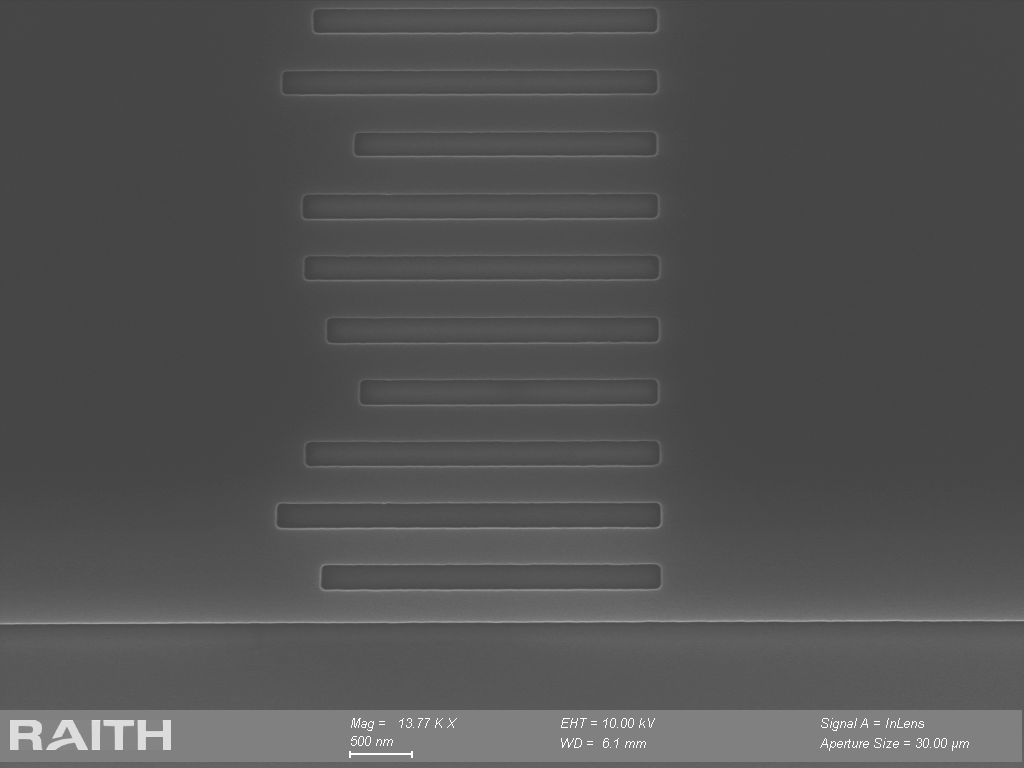 RAITH
Mag = 13.77 K X
500 nm
EHT = 10.00 kV
WD = 6.1 mm
Signal A = InLens
Aperture Size = 30.00 µm